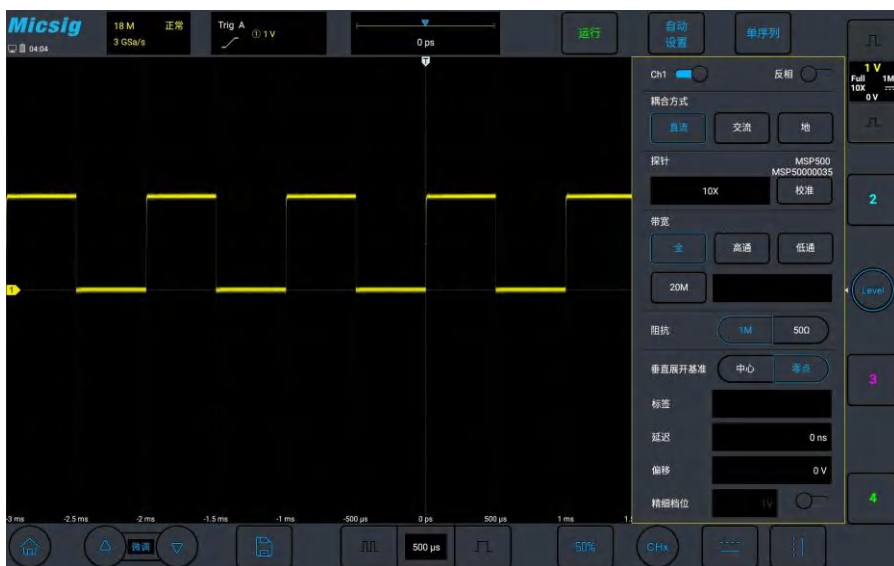 Micsig
04:04
18 M 正常
3 GSa/s
Trig A
① 1 V
0 ps
运行
自动
设置
单序列
T
1 V
Full 1M
10X
0 V
Ch1 反相
耦合方式
直流 交流 地
探针 MSP500
MSP50000035
10X 校准
带宽
全 高通 低通
20M
阻抗 1M 50Ω
垂直展开基准 中心 零点
标签
延迟 0 ns
偏移 0 V
精细档位 1V
1
2
Level
3
4
-3 ms -2.5 ms -2 ms -1.5 ms -1 ms -500 μs 0 ps 500 μs 1 ms 1.
微调
500 μs
50%
CHx